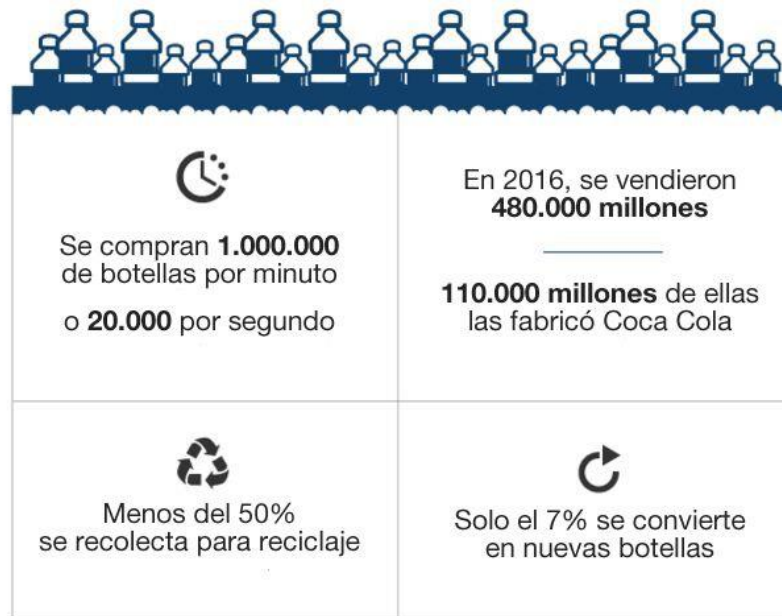 Se compran 1.000.000
de botellas por minuto
o 20.000 por segundo
En 2016, se vendieron
480.000 millones
110.000 millones de ellas
las fabricó Coca Cola
Menos del 50%
se recolecta para reciclaje
Solo el 7% se convierte
en nuevas botellas